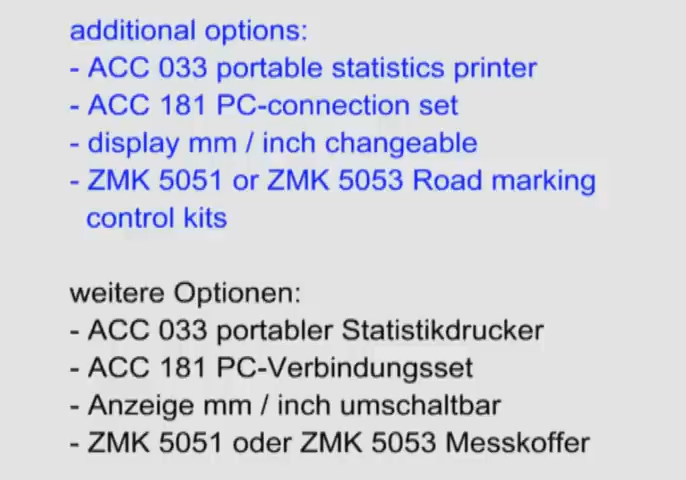 additional options:
- ACC 033 portable statistics printer
- ACC 181 PC-connection set
- display mm / inch changeable
- ZMK 5051 or ZMK 5053 Road marking
control kits
weitere Optionen:
- ACC 033 portabler Statistikdrucker
- ACC 181 PC-Verbindungsset
- Anzeige mm / inch umschaltbar
- ZMK 5051 oder ZMK 5053 Messkoffer